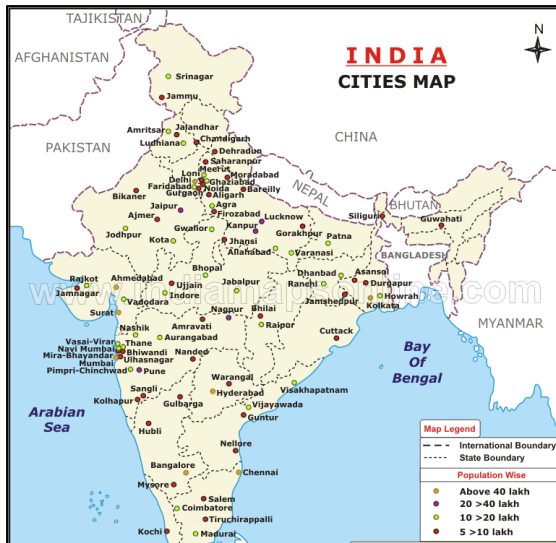 TAJIKISTAN
AFGHANISTAN
INDIA
CITIES MAP
N
PAKISTAN
CHINA
NEPAL
BHUTAN
BANGLADESH
MYANMAR
Srinagar
Jammu
Amritsar
Jalandhar
Ludhiana
Chandigarh
Dehradun
Saharanpur
Meerut
Loni
Moradabad
Delhi
Ghaziabad
Faridabad
Noida
Bareilly
Gurgaon
Aligarh
Bikaner
Jaipur
Agra
Firozabad
Lucknow
Ajmer
Kanpur
Gorakhpur
Siliguri
Guwahati
Jodhpur
Gwalior
Kota
Jhansi
Patna
Allamabad
Varanasi
Bhopal
Dhanbad
Asansol
Rajkot
Ahmedabad
Ujjain
Jabalpur
Ranchi
Durgapur
Jamnagar
Vadodara
Indore
Jamshedpur
Howrah
Kolkata
www.indiamapsonline.com
Surat
Nagpur
Bhilai
Amravati
Raipur
Nashik
Aurangabad
Cuttack
Vasai-Virar
Thane
Navi Mumbai
Bhiwandi
Mira-Bhayandar
Ulhasnagar
Mumbai
Nanded
Pimpri-Chinchwad
Pune
Warangal
Visakhapatnam
Sangli
Hyderabad
Kolhapur
Gulbarga
Vijayawada
Guntur
Hubli
Nellore
Bangalore
Chennai
Mysore
Salem
Coimbatore
Tiruchirappalli
Kochi
Madurai
Arabian
Sea
Bay
Of
Bengal
Map Legend
International Boundary
State Boundary
Population Wise
Above 40 lakh
20 >40 lakh
10 >20 lakh
5 >10 lakh